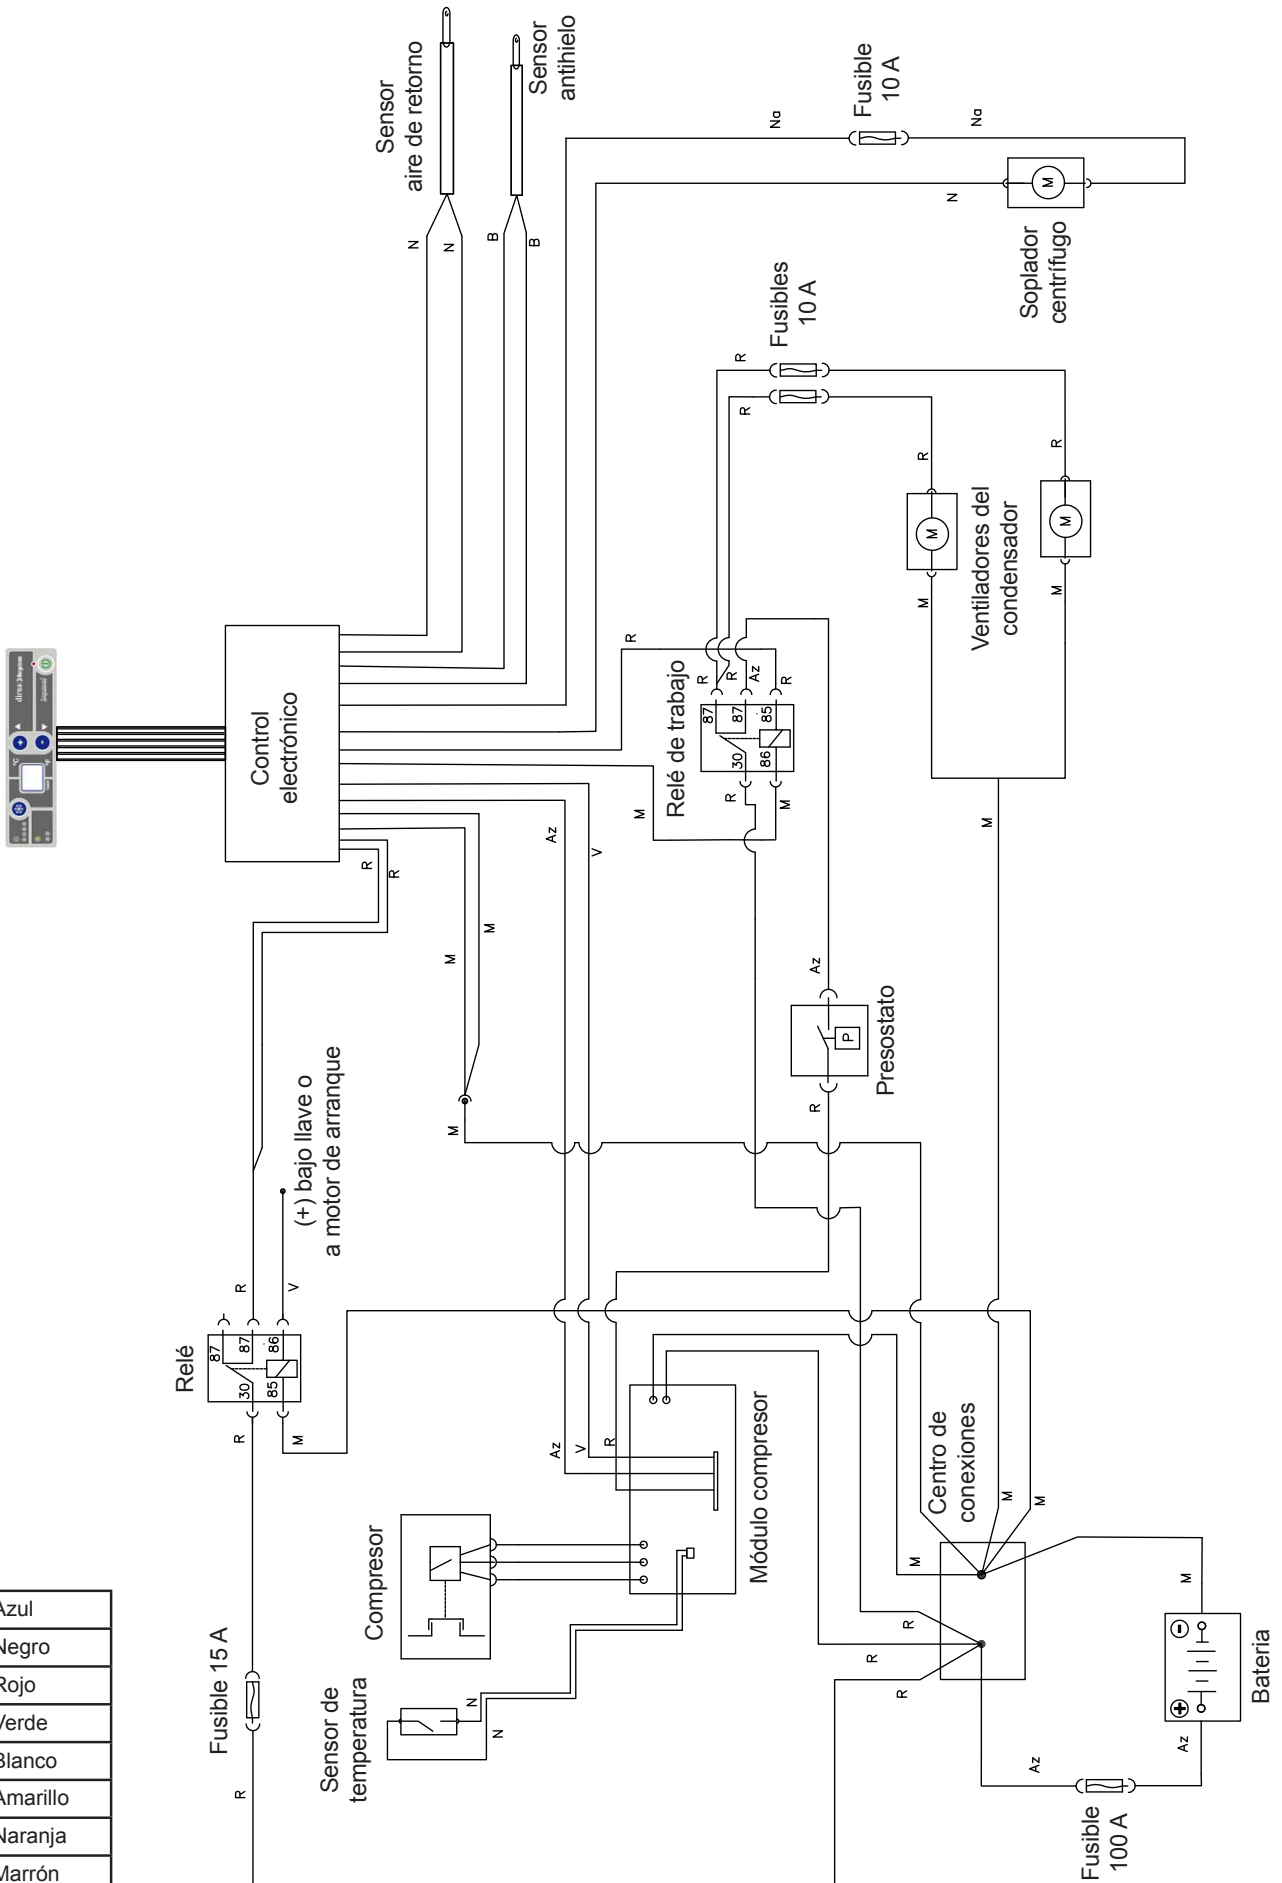 Sensor
aire de retorno
Sensor
antihielo
Fusible
10 A
Na
Na
N
N
B
B
N
Soplador
centrífugo
M
Fusibles
10 A
R
R
R
R
M
M
M
M
Ventiladores del
condensador
M
dirna Bergstrom
°C
°F
Control
electrónico
R
R
M
M
M
Az
V
R
M
Relé de trabajo
87
87
85
30
86
R
R
Az
R
R
M
Az
Presostato
P
R
(+) bajo llave o
a motor de arranque
Relé
87
87
86
30
85
R
V
R
M
Az
V
R
Compresor
Módulo compresor
Sensor de
temperatura
N
N
Fusible 15 A
R
Centro de
conexiones
M
M
M
R
R
R
M
Az
Az
Fusible
100 A
Bateria
Azul
Negro
Rojo
Verde
Blanco
Amarillo
Naranja
Marrón